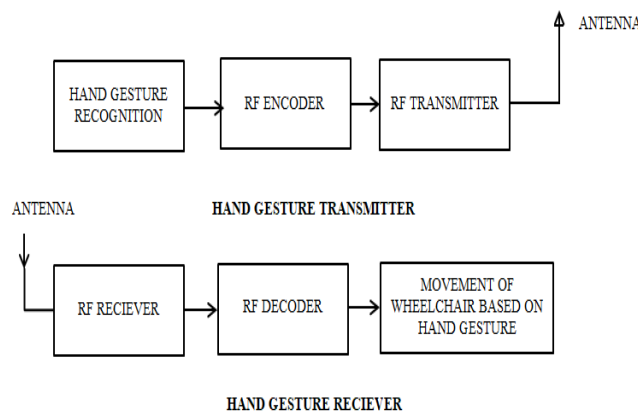 ANTENNA
HAND GESTURE
RECOGNITION
RF ENCODER
RF TRANSMITTER
HAND GESTURE TRANSMITTER
ANTENNA
RF RECIEVER
RF DECODER
MOVEMENT OF
WHEELCHAIR BASED ON
HAND GESTURE
HAND GESTURE RECIEVER